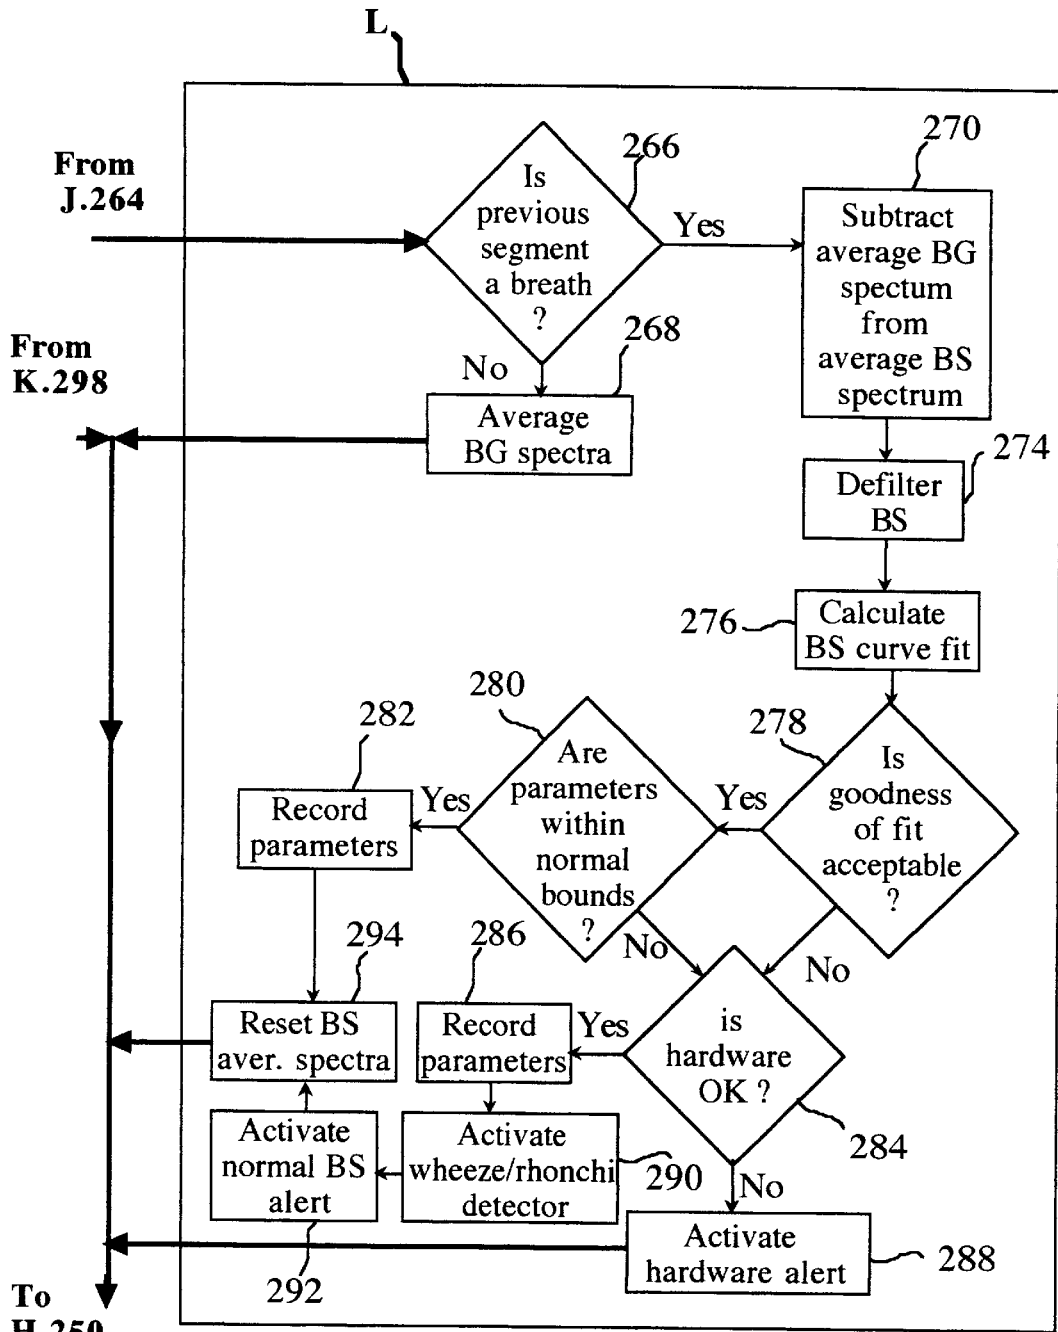 L
From
J.264
266
Is
previous
segment
a breath
?
Yes
270
Subtract
average BG
spectum
from
average BS
spectrum
From
K.298
No
268
Average
BG spectra
274
Defilter
BS
276
Calculate
BS curve fit
278
Is
goodness
of fit
acceptable
?
Yes
No
280
Are
parameters
within
normal
bounds
?
Yes
No
282
Record
parameters
294
Reset BS
aver. spectra
286
Record
parameters
Yes
is
hardware
OK ?
284
No
Activate
normal BS
alert
292
Activate
wheeze/rhonchi
detector
290
Activate
hardware alert
288
To
H.250